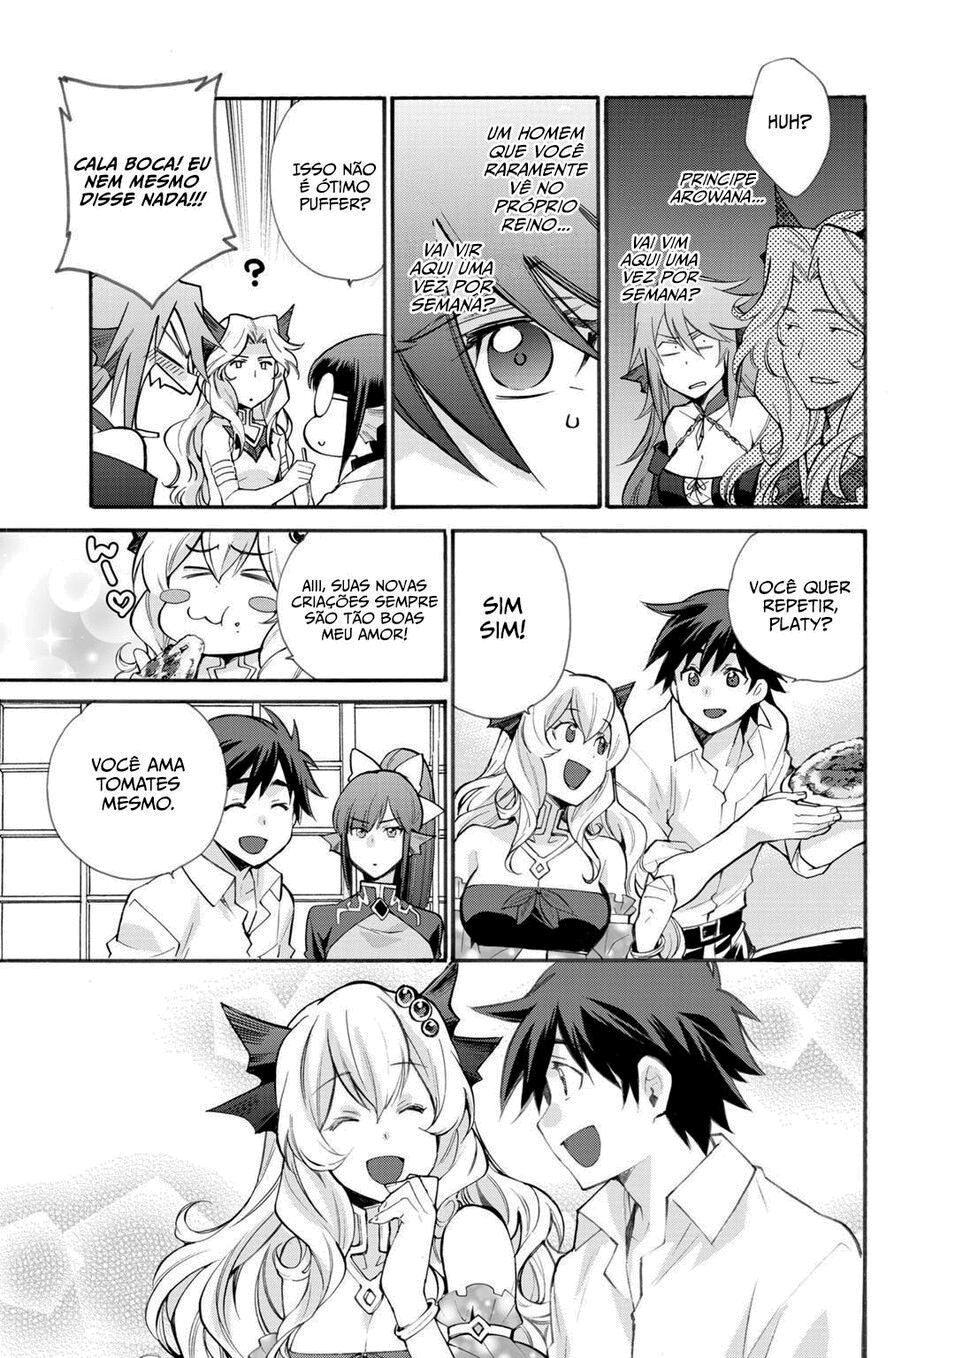 HUH?
PRINCIPE
AROWANA...
VAI VIM
AQUI UMA
VEZ POR
SEMANA?
UM HOMEM
QUE VOCÊ
RARAMENTE
VÊ NO
PRÓPRIO
REINO...
VAI VIR
AQUI UMA
VEZ POR
SEMANA?
ISSO NÃO
É ÓTIMO
PUFFER?
?
CALA BOCA! EU
NEM MESMO
DISSE NADA!!!
VOCÊ QUER
REPETIR,
PLATY?
SIM
SIM!
AIII, SUAS NOVAS
CRIAÇÕES SEMPRE
SÃO TÃO BOAS
MEU AMOR!
VOCÊ AMA
TOMATES
MESMO.